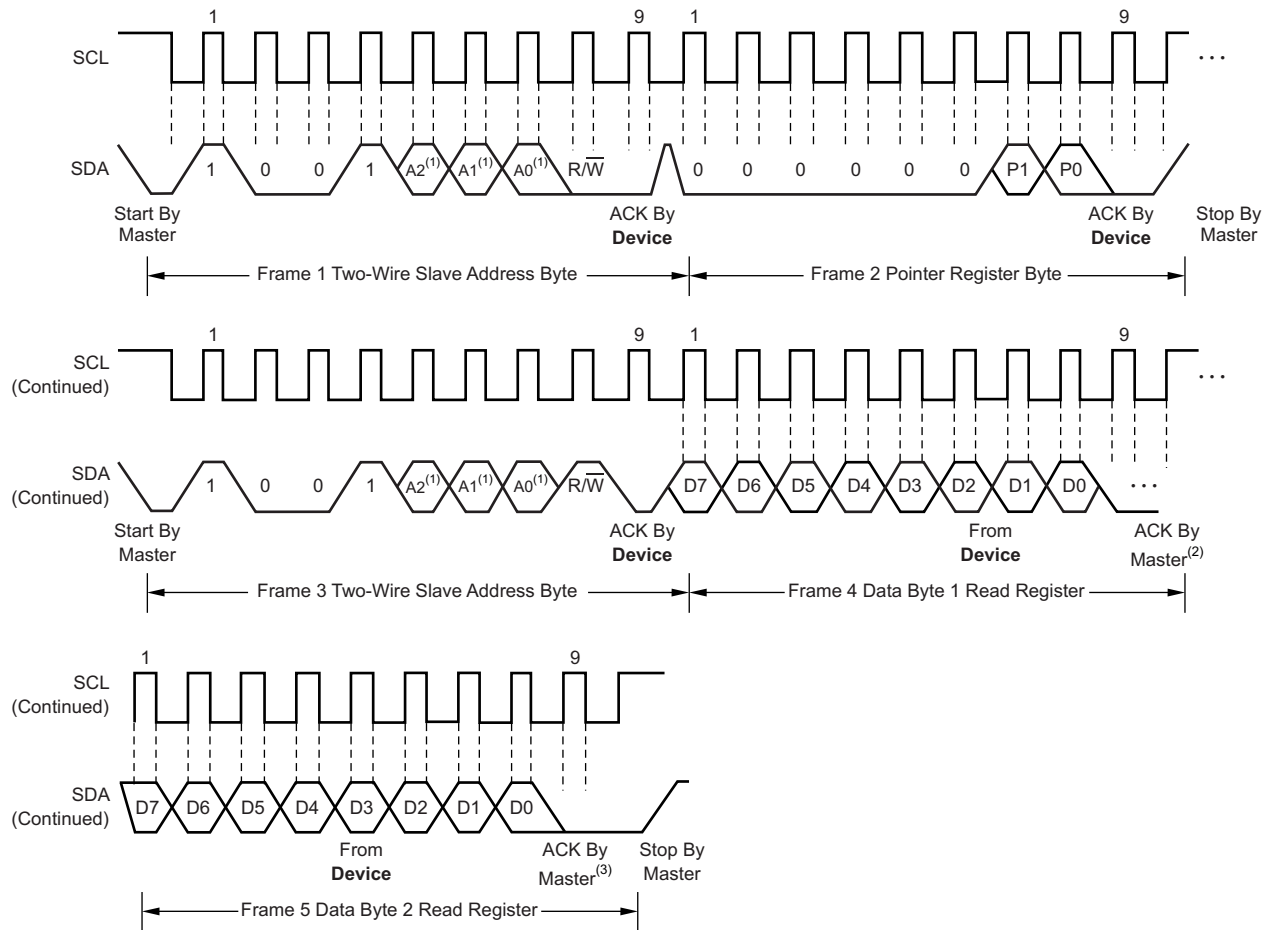 1 9 1 9
SCL ...
SDA 1 0 0 1 A2(1) A1(1) A0(1) R/W̅ 0 0 0 0 0 0 P1 P0
Start By ACK By ACK By Stop By
Master Device Device Master
Frame 1 Two-Wire Slave Address Byte Frame 2 Pointer Register Byte
1 9 1 9
SCL ...
(Continued)
SDA 1 0 0 1 A2(1) A1(1) A0(1) R/W̅ D7 D6 D5 D4 D3 D2 D1 D0 ...
(Continued)
Start By ACK By From ACK By
Master Device Device Master(2)
Frame 3 Two-Wire Slave Address Byte Frame 4 Data Byte 1 Read Register
1 9
SCL
(Continued)
SDA D7 D6 D5 D4 D3 D2 D1 D0
(Continued)
From ACK By Stop By
Device Master(3) Master
Frame 5 Data Byte 2 Read Register